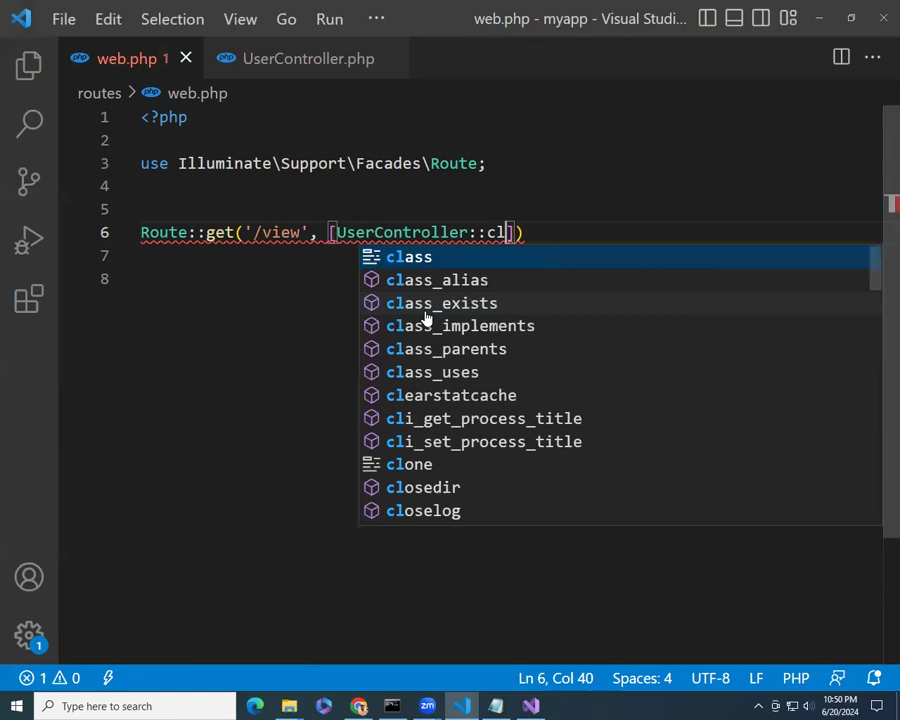 File Edit Selection View Go Run ··· web.php - myapp - Visual Studi...
web.php 1 UserController.php
routes > web.php
1 <?php
2
3 use Illuminate\Support\Facades\Route;
4
5
6 Route::get('/view', [UserController::cl])
7
8
class
class_alias
class_exists
class_implements
class_parents
class_uses
clearstatcache
cli_get_process_title
cli_set_process_title
clone
closedir
closelog
1
1 0 Ln 6, Col 40 Spaces: 4 UTF-8 LF PHP
Type here to search zm 10:50 PM
6/20/2024